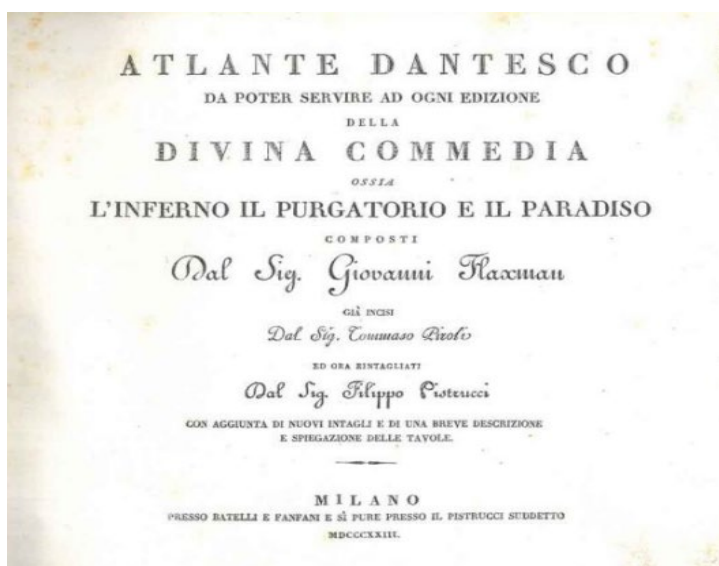 ATLANTE DANTESCO
DA POTER SERVIRE AD OGNI EDIZIONE
DELLA
DIVINA COMMEDIA
OSSIA
L'INFERNO IL PURGATORIO E IL PARADISO
COMPOSTI
Dal Sig. Giovanni Flaxman
GIÀ INCISI
Dal Sig. Tommaso Piroli
ED ORA RINTAGLIATI
Dal Sig. Filippo Pistrucci
CON AGGIUNTA DI NUOVI INTAGLI E DI UNA BREVE DESCRIZIONE
E SPIEGAZIONE DELLE TAVOLE.
MILANO
PRESSO BATELLI E FANFANI E SÌ PURE PRESSO IL PISTRUCCI SUDDETTO
MDCCCXXIII.